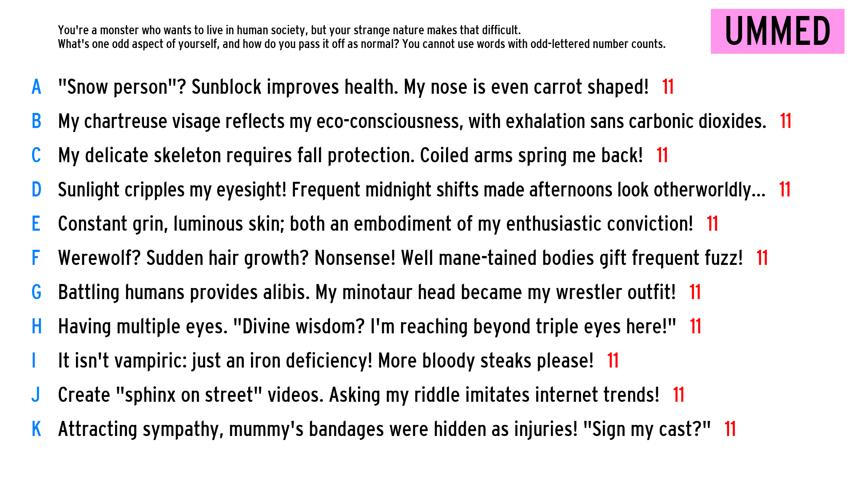 You're a monster who wants to live in human society, but your strange nature makes that difficult.
What's one odd aspect of yourself, and how do you pass it off as normal? You cannot use words with odd-lettered number counts.
UMMED
A "Snow person"? Sunblock improves health. My nose is even carrot shaped! 11
B My chartreuse visage reflects my eco-consciousness, with exhalation sans carbonic dioxides. 11
C My delicate skeleton requires fall protection. Coiled arms spring me back! 11
D Sunlight cripples my eyesight! Frequent midnight shifts made afternoons look otherworldly... 11
E Constant grin, luminous skin; both an embodiment of my enthusiastic conviction! 11
F Werewolf? Sudden hair growth? Nonsense! Well mane-tained bodies gift frequent fuzz! 11
G Battling humans provides alibis. My minotaur head became my wrestler outfit! 11
H Having multiple eyes. "Divine wisdom? I'm reaching beyond triple eyes here!" 11
I It isn't vampiric: just an iron deficiency! More bloody steaks please! 11
J Create "sphinx on street" videos. Asking my riddle imitates internet trends! 11
K Attracting sympathy, mummy's bandages were hidden as injuries! "Sign my cast?" 11